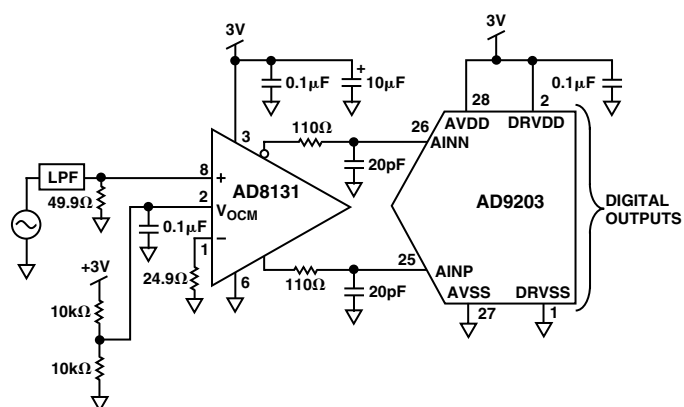 3V
3V
0.1μF
+
10μF
0.1μF
28
2
3
110Ω
26
AVDD
DRVDD
AINN
20pF
LPF
8
+
AD8131
2
VOCM
AD9203
DIGITAL
OUTPUTS
49.9Ω
0.1μF
1
−
25
AINP
+3V
24.9Ω
6
110Ω
20pF
AVSS
DRVSS
10kΩ
27
1
10kΩ